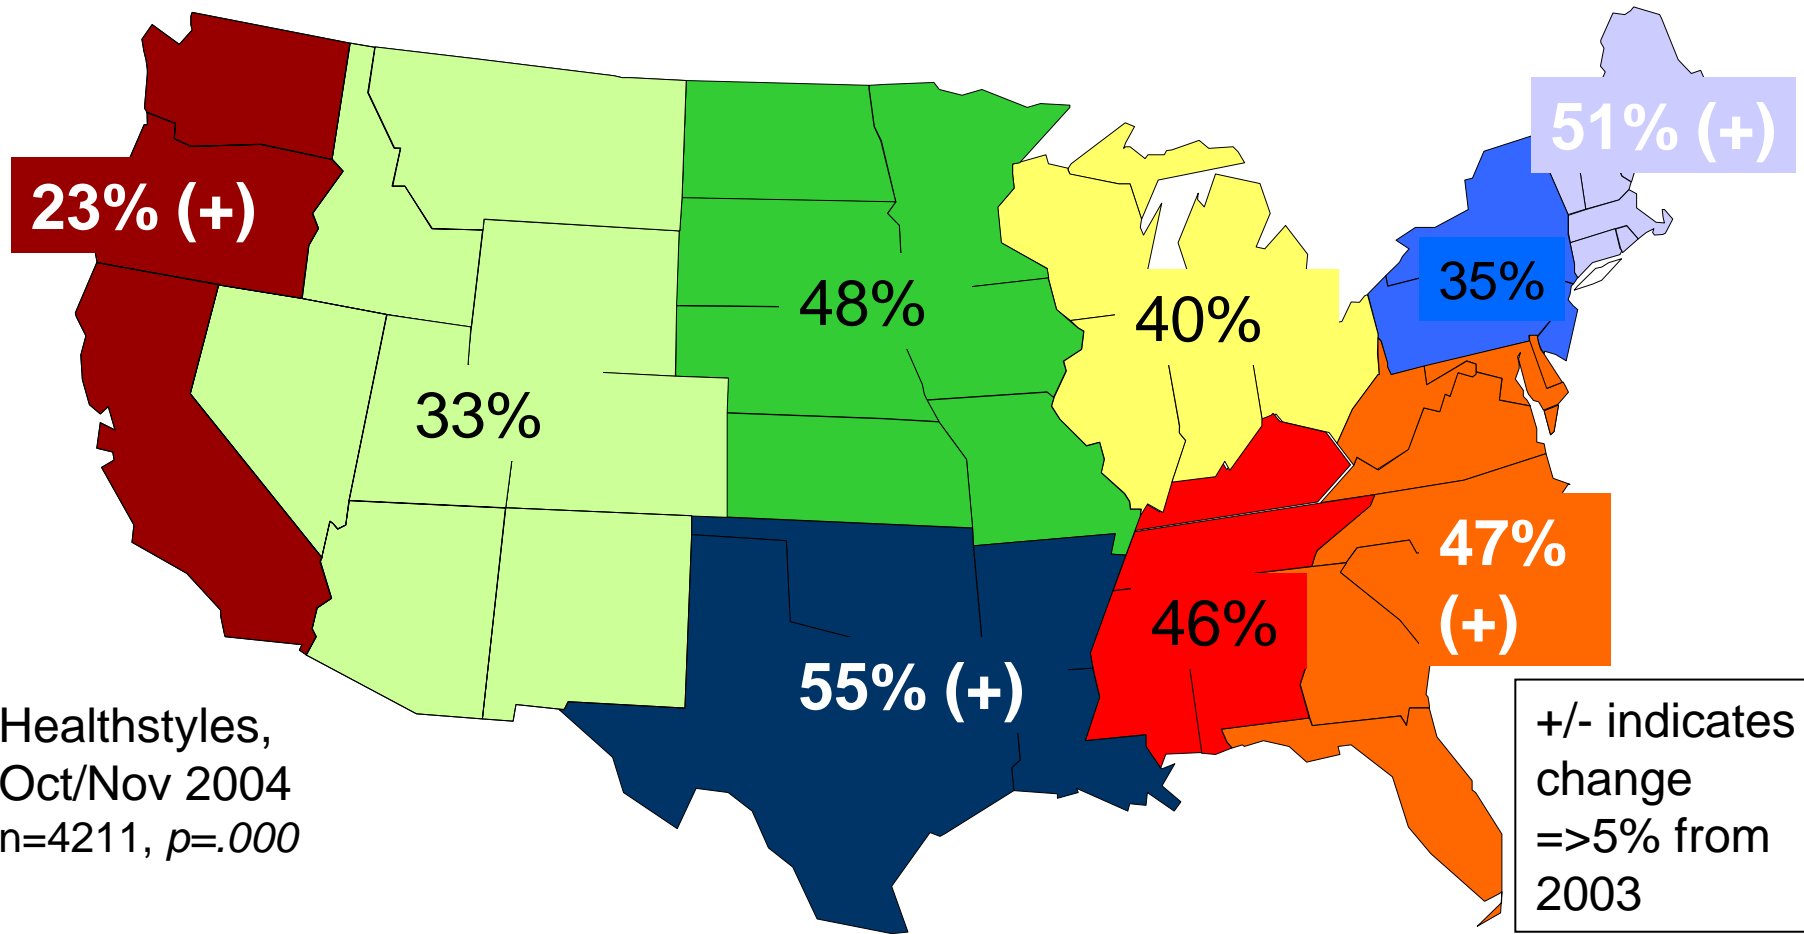 51% (+)
23% (+)
35%
48%
40%
33%
47%
(+)
46%
55% (+)
Healthstyles,
Oct/Nov 2004
n=4211, p=.000
+/- indicates
change
=>5% from
2003